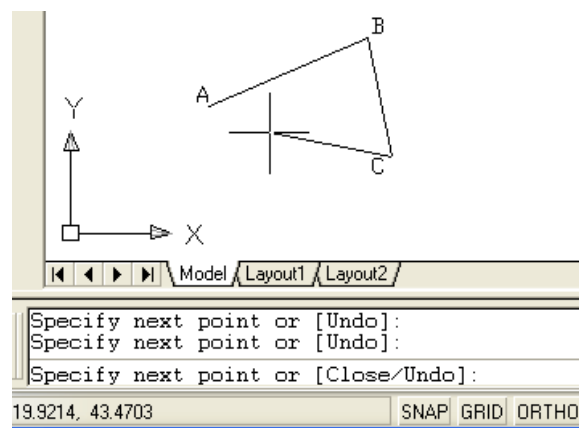 B
A
Y
C
X
Model Layout1 Layout2
Specify next point or [Undo]:
Specify next point or [Undo]:
Specify next point or [Close/Undo]:
19.9214, 43.4703 SNAP GRID ORTHO